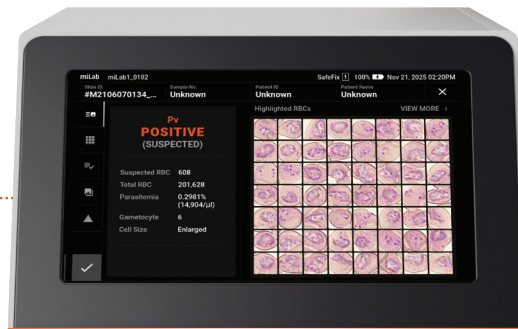 miLab miLab1_0102 SafeFix ! 100% Nov 21, 2025 02:20PM
Slide ID Sample No. Patient ID Patient Name
#M2106070134_... Unknown Unknown Unknown
Highlighted RBCs VIEW MORE >
Pv
POSITIVE
(SUSPECTED)
Suspected RBC 608
Total RBC 201,628
Parasitemia 0.2981%
(14,904/µl)
Gametocyte 6
Cell Size Enlarged